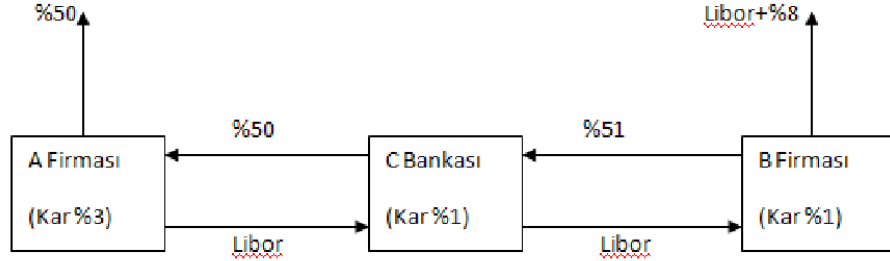 %50
Libor+%8
%50
%51
A Firması
C Bankası
B Firması
(Kar %3)
(Kar %1)
(Kar %1)
Libor
Libor